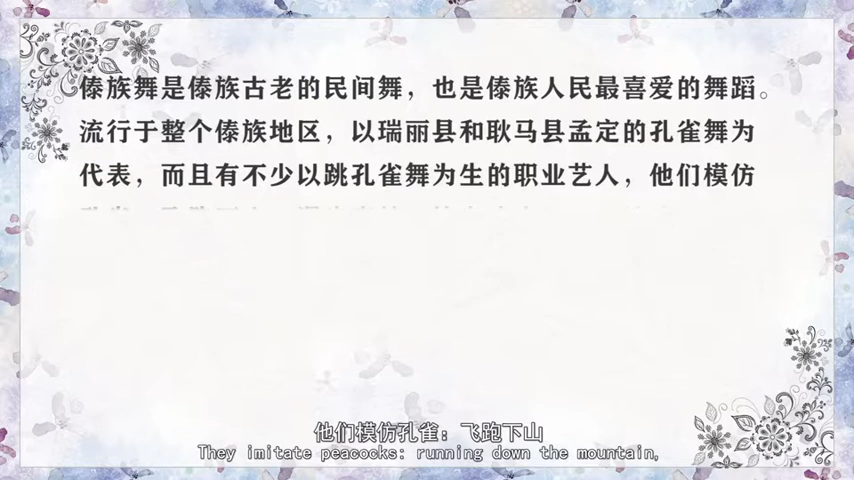 傣族舞是傣族古老的民间舞，也是傣族人民最喜爱的舞蹈。
流行于整个傣族地区，以瑞丽县和耿马县孟定的孔雀舞为
代表，而且有不少以跳孔雀舞为生的职业艺人，他们模仿
他们模仿孔雀：飞跑下山
They imitate peacocks: running down the mountain,